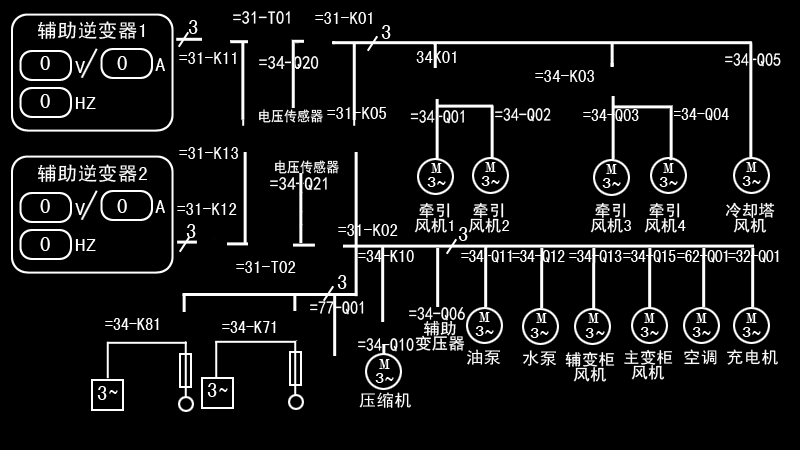 辅助逆变器1
0 V/ 0 A
0 HZ
3
=31-T01
=31-K01
3
=31-K11
=34-Q20
34K01
=34-K03
=34-Q05
电压传感器
=31-K05
=34-Q01
=34-Q02
=34-Q03
=34-Q04
M
3~
M
3~
M
3~
M
3~
M
3~
牵引
风机1
牵引
风机2
牵引
风机3
牵引
风机4
冷却塔
风机
辅助逆变器2
0 V/ 0 A
0 HZ
=31-K13
电压传感器
=34-Q21
=31-K12
3
=31-K02
3
=31-T02
=34-K10
=34-Q11
=34-Q12
=34-Q13
=34-Q15
=62-Q01
=32-Q01
3
=77-Q01
=34-Q06
辅助
变压器
=34-K81
=34-K71
=34-Q10
M
3~
M
3~
M
3~
M
3~
M
3~
M
3~
油泵
水泵
辅变柜
风机
主变柜
风机
空调
充电机
3~
3~
M
3~
压缩机